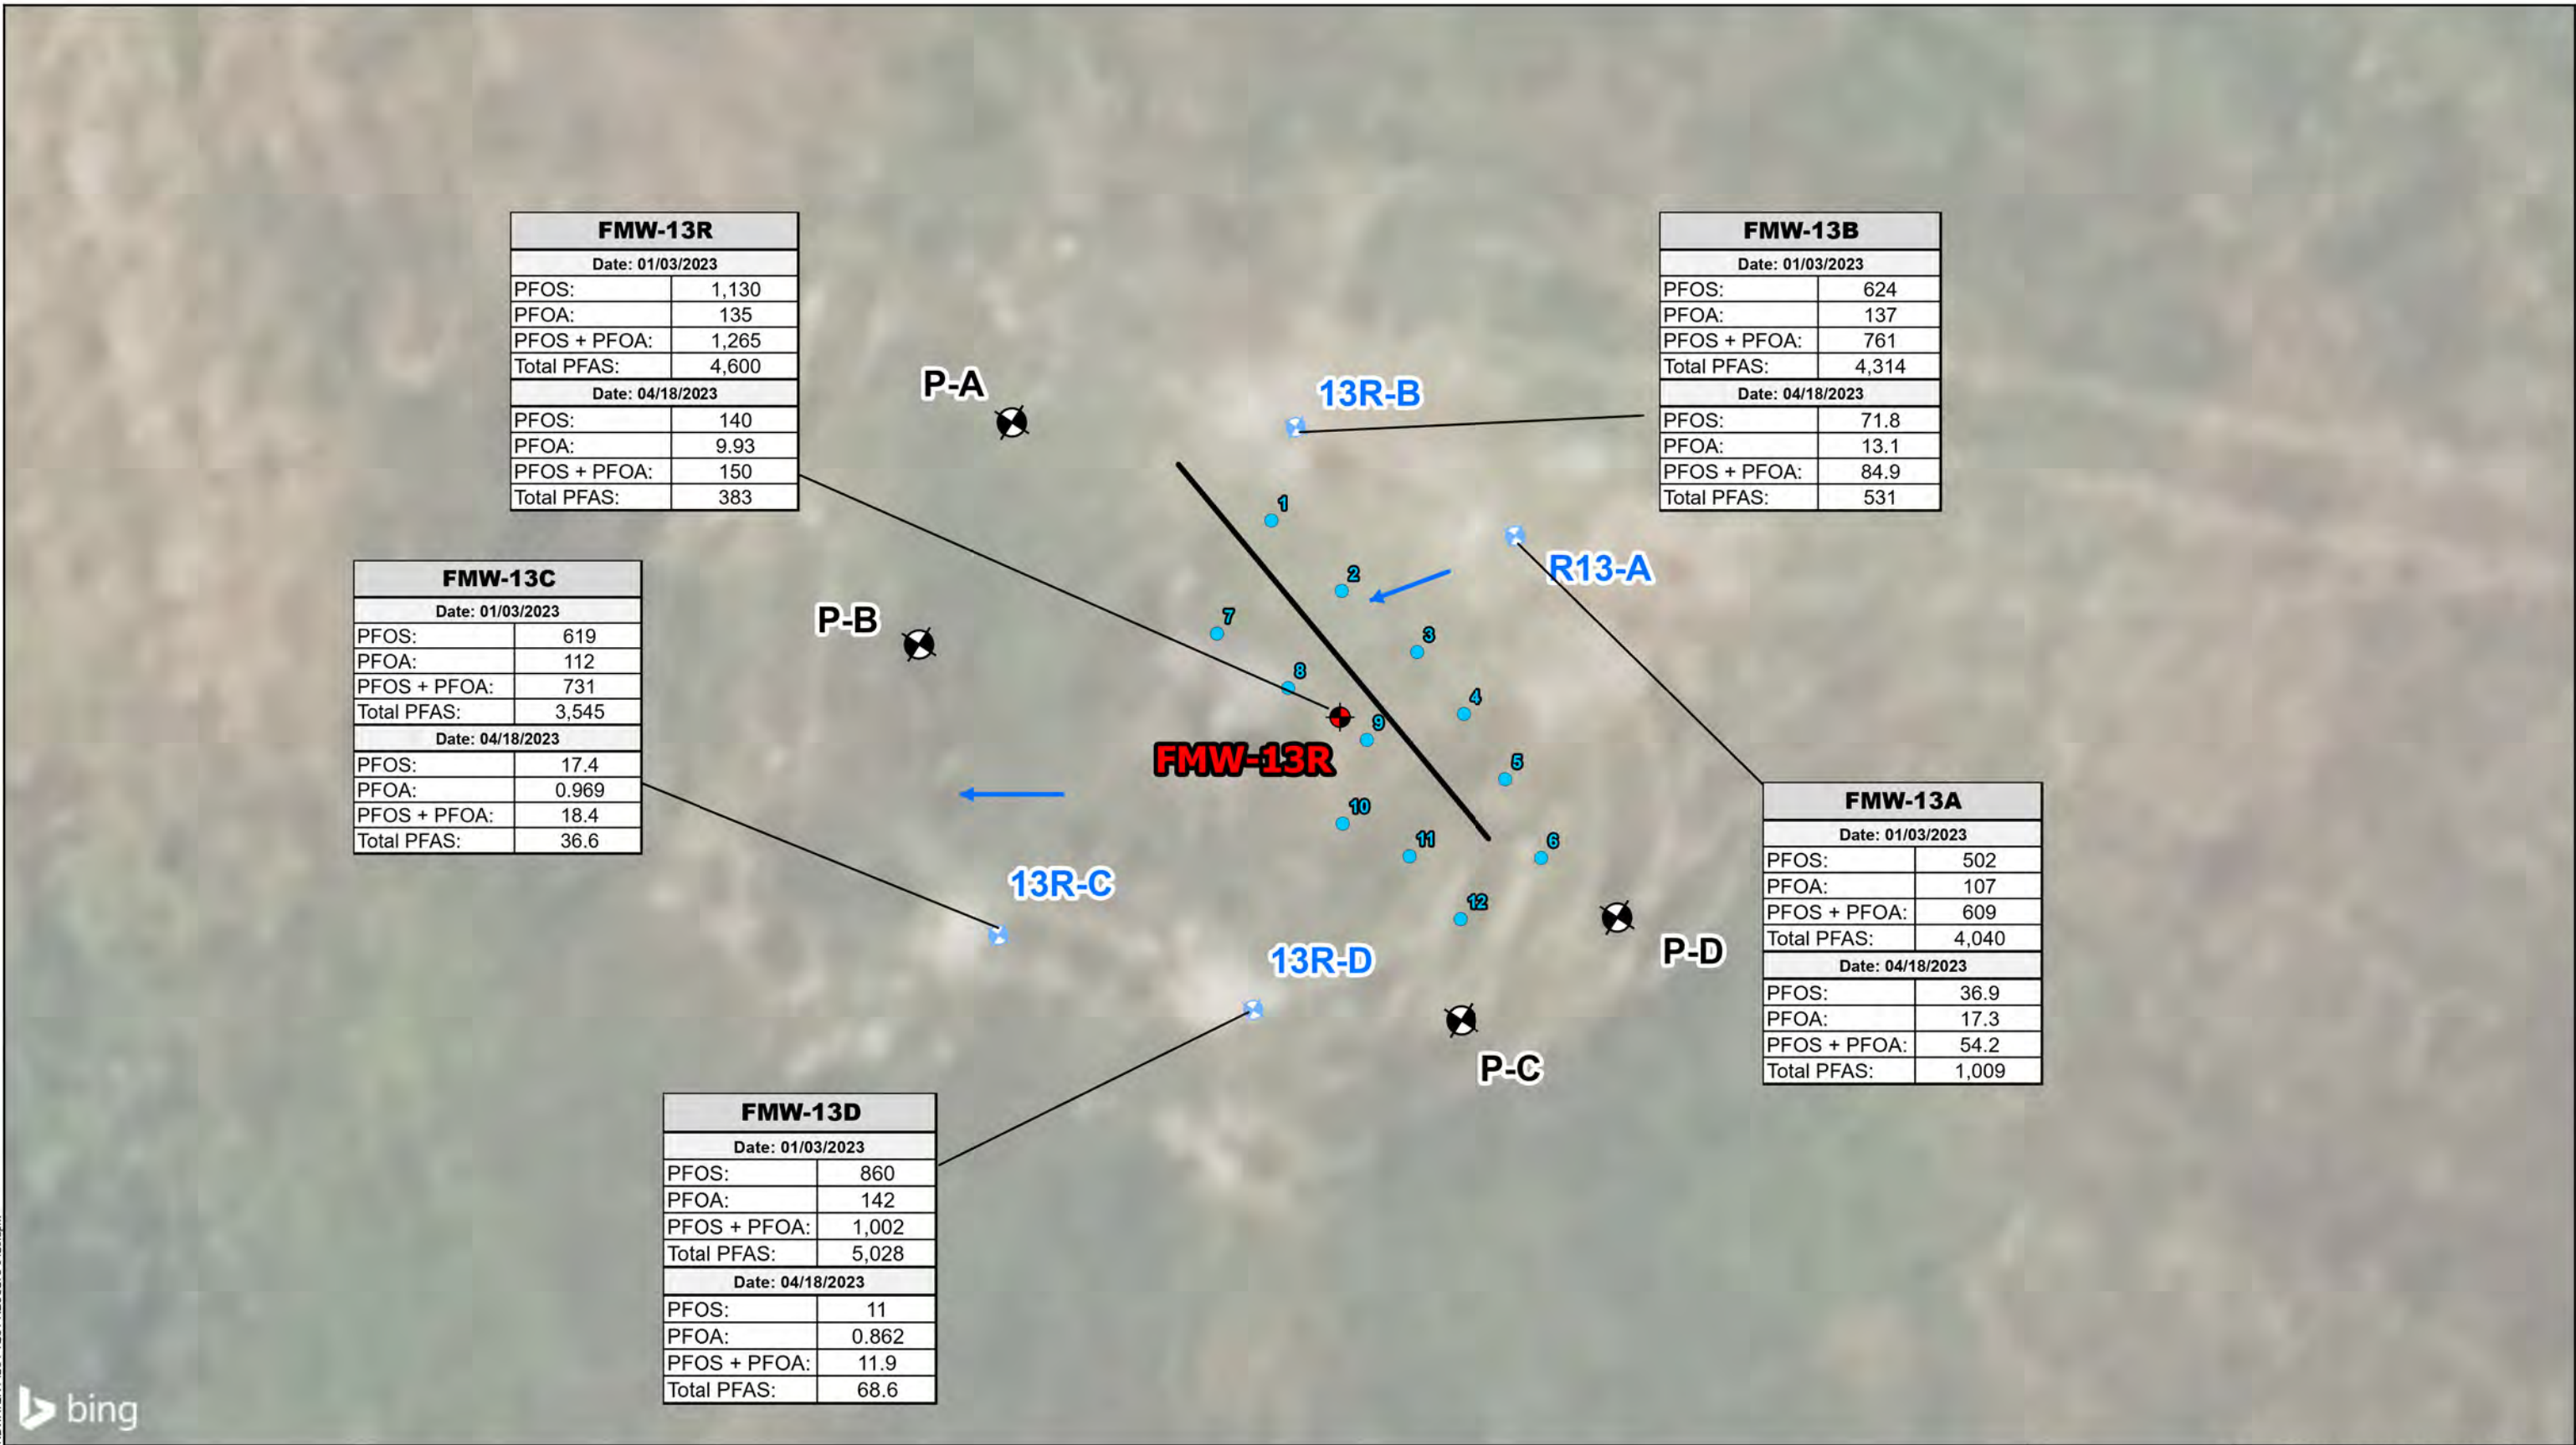 FMW-13R
Date: 01/03/2023
PFOS: 1,130
PFOA: 135
PFOS + PFOA: 1,265
Total PFAS: 4,600
Date: 04/18/2023
PFOS: 140
PFOA: 9.93
PFOS + PFOA: 150
Total PFAS: 383
FMW-13B
Date: 01/03/2023
PFOS: 624
PFOA: 137
PFOS + PFOA: 761
Total PFAS: 4,314
Date: 04/18/2023
PFOS: 71.8
PFOA: 13.1
PFOS + PFOA: 84.9
Total PFAS: 531
P-A
13R-B
1
R13-A
2
FMW-13C
Date: 01/03/2023
PFOS: 619
PFOA: 112
PFOS + PFOA: 731
Total PFAS: 3,545
Date: 04/18/2023
PFOS: 17.4
PFOA: 0.969
PFOS + PFOA: 18.4
Total PFAS: 36.6
P-B
7
3
8
4
9
FMW-13R
5
10
11
6
FMW-13A
Date: 01/03/2023
PFOS: 502
PFOA: 107
PFOS + PFOA: 609
Total PFAS: 4,040
Date: 04/18/2023
PFOS: 36.9
PFOA: 17.3
PFOS + PFOA: 54.2
Total PFAS: 1,009
13R-C
12
13R-D
P-D
P-C
FMW-13D
Date: 01/03/2023
PFOS: 860
PFOA: 142
PFOS + PFOA: 1,002
Total PFAS: 5,028
Date: 04/18/2023
PFOS: 11
PFOA: 0.862
PFOS + PFOA: 11.9
Total PFAS: 68.6
bing